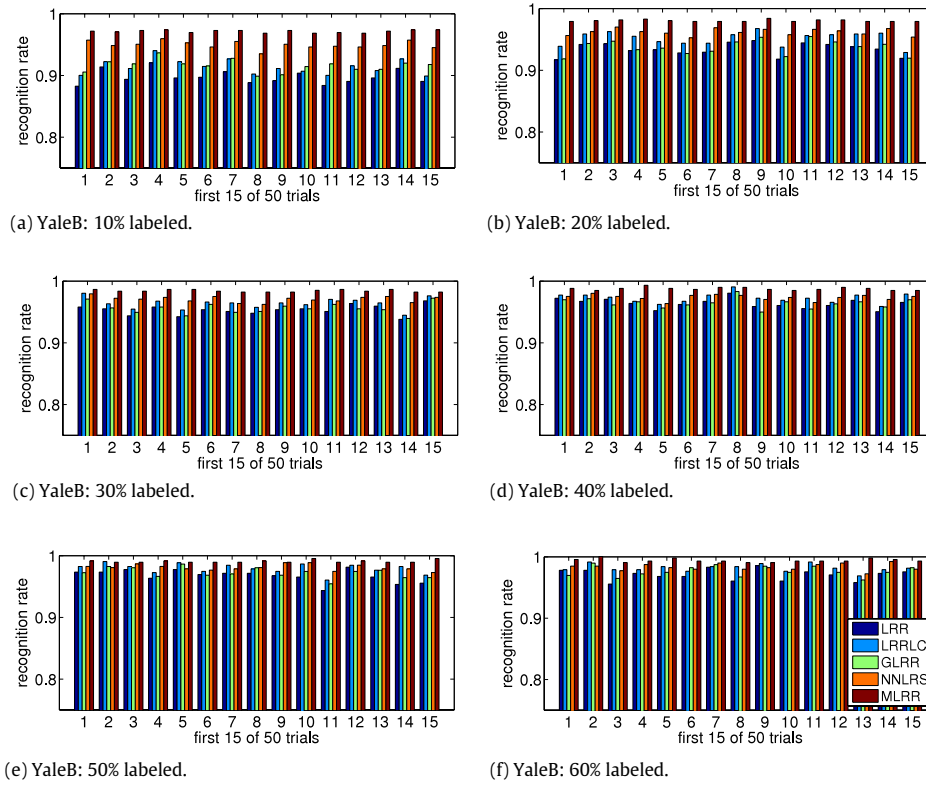 1
0.9
0.8
recognition rate
1 2 3 4 5 6 7 8 9 10 11 12 13 14 15
first 15 of 50 trials
(a) YaleB: 10% labeled.
1
0.9
0.8
recognition rate
1 2 3 4 5 6 7 8 9 10 11 12 13 14 15
first 15 of 50 trials
(b) YaleB: 20% labeled.
1
0.9
0.8
recognition rate
1 2 3 4 5 6 7 8 9 10 11 12 13 14 15
first 15 of 50 trials
(c) YaleB: 30% labeled.
1
0.9
0.8
recognition rate
1 2 3 4 5 6 7 8 9 10 11 12 13 14 15
first 15 of 50 trials
(d) YaleB: 40% labeled.
1
0.9
0.8
recognition rate
1 2 3 4 5 6 7 8 9 10 11 12 13 14 15
first 15 of 50 trials
(e) YaleB: 50% labeled.
1
0.9
0.8
recognition rate
LRR
LRRLC
GLRR
NNLRS
MLRR
1 2 3 4 5 6 7 8 9 10 11 12 13 14 15
first 15 of 50 trials
(f) YaleB: 60% labeled.